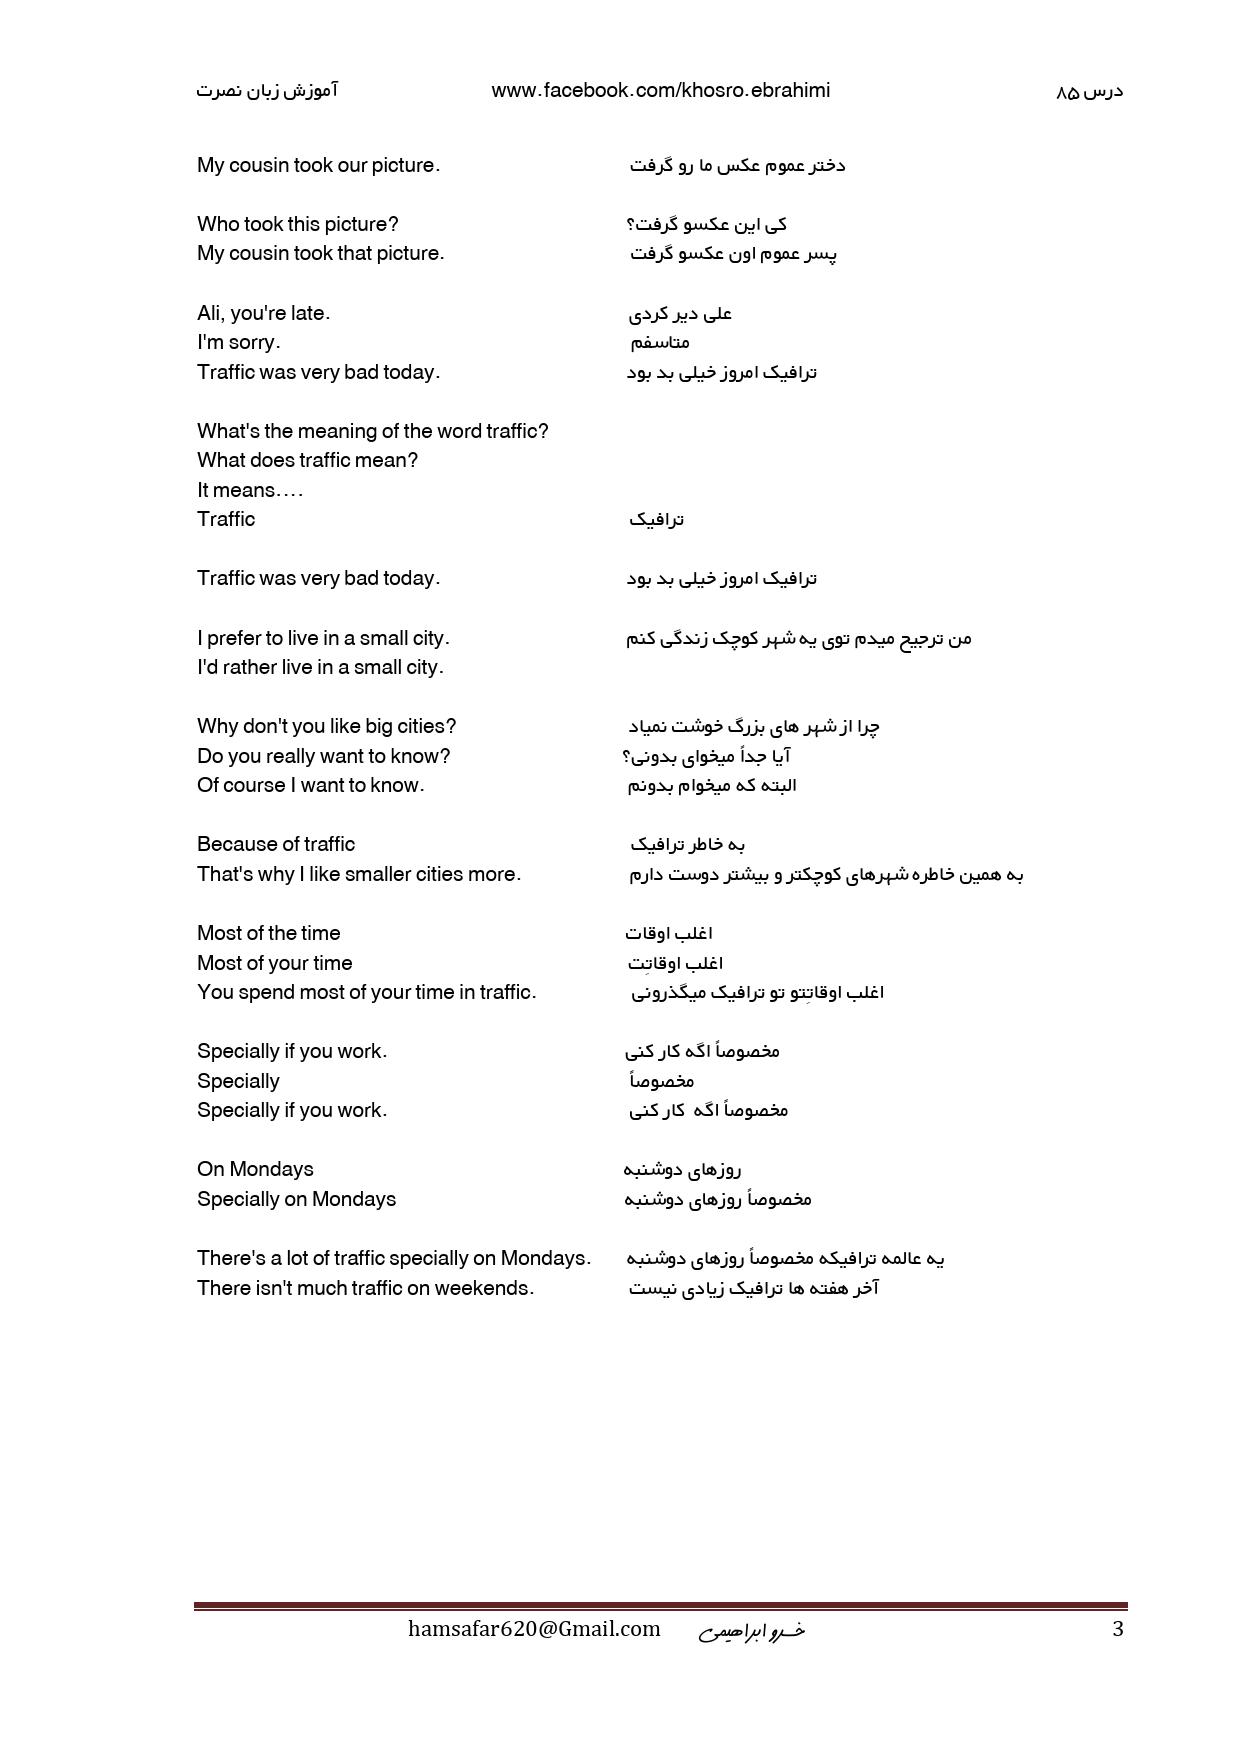 آموزش زبان نصرت www.facebook.com/khosro.ebrahimi درس ۸۵
My cousin took our picture. دختر عموم عکس ما رو گرفت
Who took this picture? کی این عکسو گرفت؟
My cousin took that picture. پسر عموم اون عکسو گرفت
Ali, you're late. علی دیر کردی
I'm sorry. متاسفم
Traffic was very bad today. ترافیک امروز خیلی بد بود
What's the meaning of the word traffic?
What does traffic mean?
It means….
Traffic ترافیک
Traffic was very bad today. ترافیک امروز خیلی بد بود
I prefer to live in a small city. من ترجیح میدم توی یه شهر کوچک زندگی کنم
I'd rather live in a small city.
Why don't you like big cities? چرا از شهر های بزرگ خوشت نمیاد
Do you really want to know? آیا جداً میخوای بدونی؟
Of course I want to know. البته که میخوام بدونم
Because of traffic به خاطر ترافیک
That's why I like smaller cities more. به همین خاطره شهرهای کوچکتر و بیشتر دوست دارم
Most of the time اغلب اوقات
Most of your time اغلب اوقاتِت
You spend most of your time in traffic. اغلب اوقاتِتو تو ترافیک میگذرونی
Specially if you work. مخصوصاً اگه کار کنی
Specially مخصوصاً
Specially if you work. مخصوصاً اگه کار کنی
On Mondays روزهای دوشنبه
Specially on Mondays مخصوصاً روزهای دوشنبه
There's a lot of traffic specially on Mondays. یه عالمه ترافیکه مخصوصاً روزهای دوشنبه
There isn't much traffic on weekends. آخر هفته ها ترافیک زیادی نیست
hamsafar620@Gmail.com خسرو ابراهیمی 3